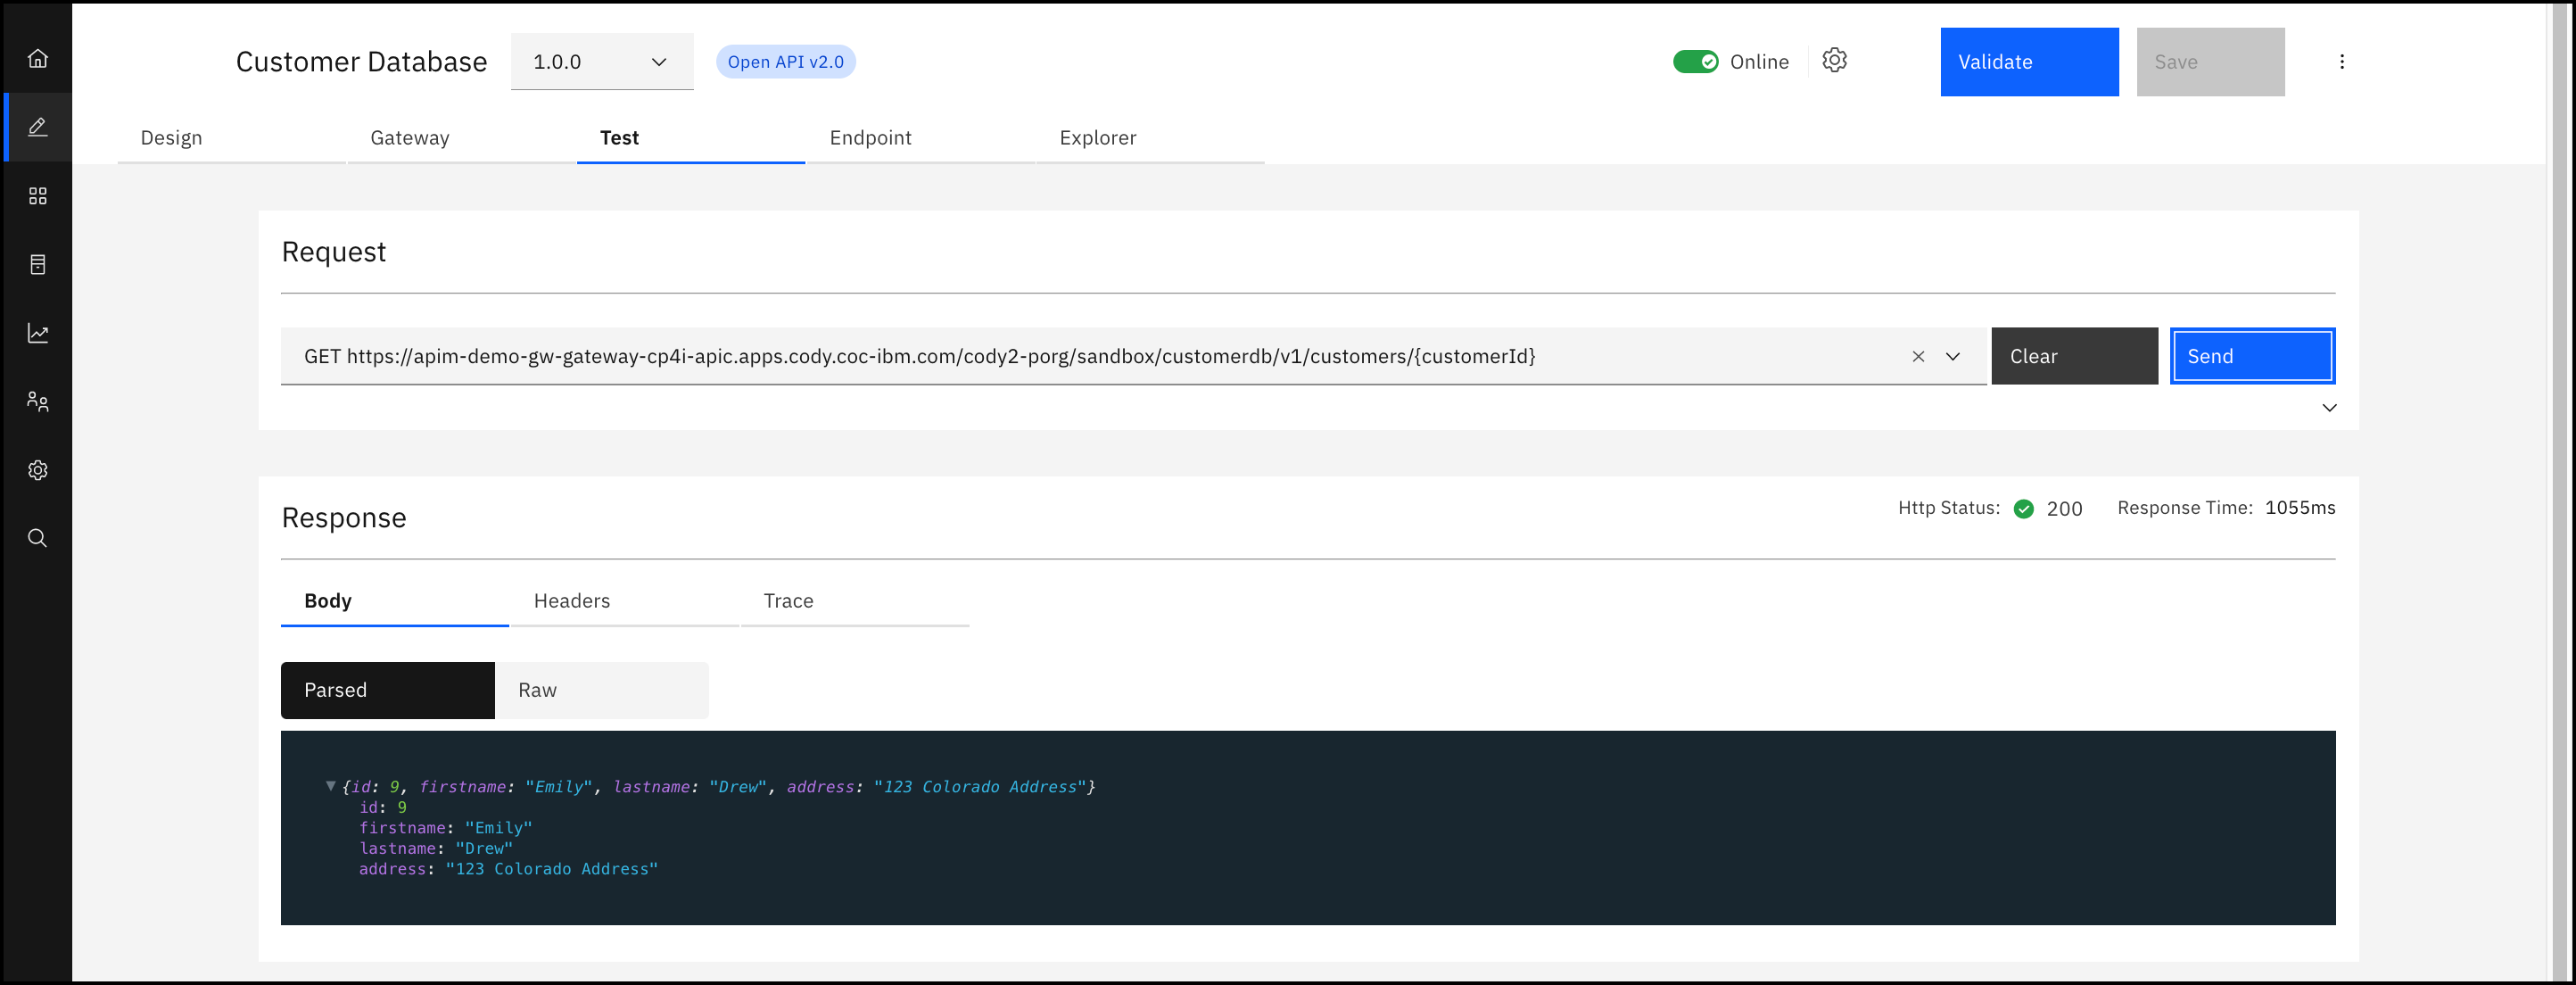 Customer Database 1.0.0 Open API v2.0 Online Validate Save
Design Gateway Test Endpoint Explorer
Request
GET https://apim-demo-gw-gateway-cp4i-apic.apps.cody.coc-ibm.com/cody2-porg/sandbox/customerdb/v1/customers/{customerId} Clear Send
Response Http Status: 200 Response Time: 1055ms
Body Headers Trace
Parsed Raw
{id: 9, firstname: "Emily", lastname: "Drew", address: "123 Colorado Address"}
id: 9
firstname: "Emily"
lastname: "Drew"
address: "123 Colorado Address"